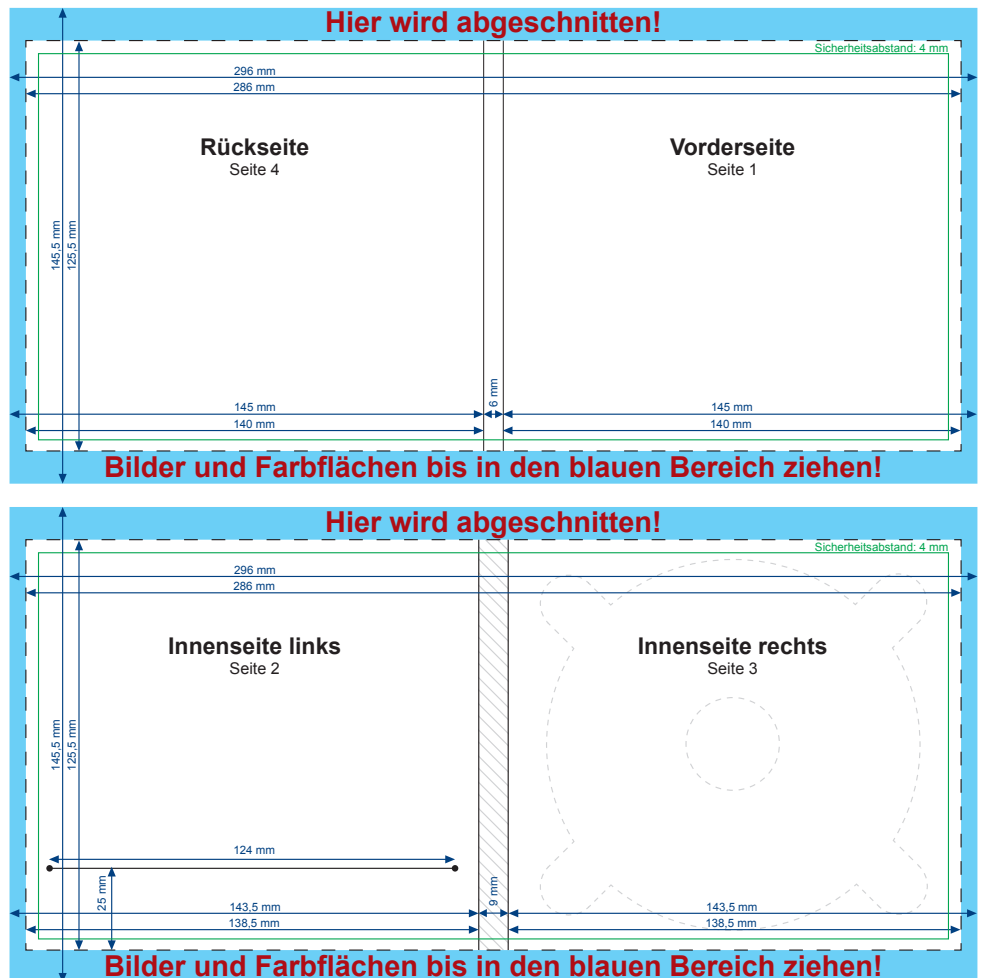 Hier wird abgeschnitten!
Sicherheitsabstand: 4 mm
296 mm
286 mm
Rückseite
Seite 4
Vorderseite
Seite 1
145,5 mm
125,5 mm
6 mm
145 mm
145 mm
140 mm
140 mm
Bilder und Farbflächen bis in den blauen Bereich ziehen!
Hier wird abgeschnitten!
Sicherheitsabstand: 4 mm
296 mm
286 mm
Innenseite links
Seite 2
Innenseite rechts
Seite 3
145,5 mm
125,5 mm
124 mm
25 mm
9 mm
143,5 mm
143,5 mm
138,5 mm
138,5 mm
Bilder und Farbflächen bis in den blauen Bereich ziehen!